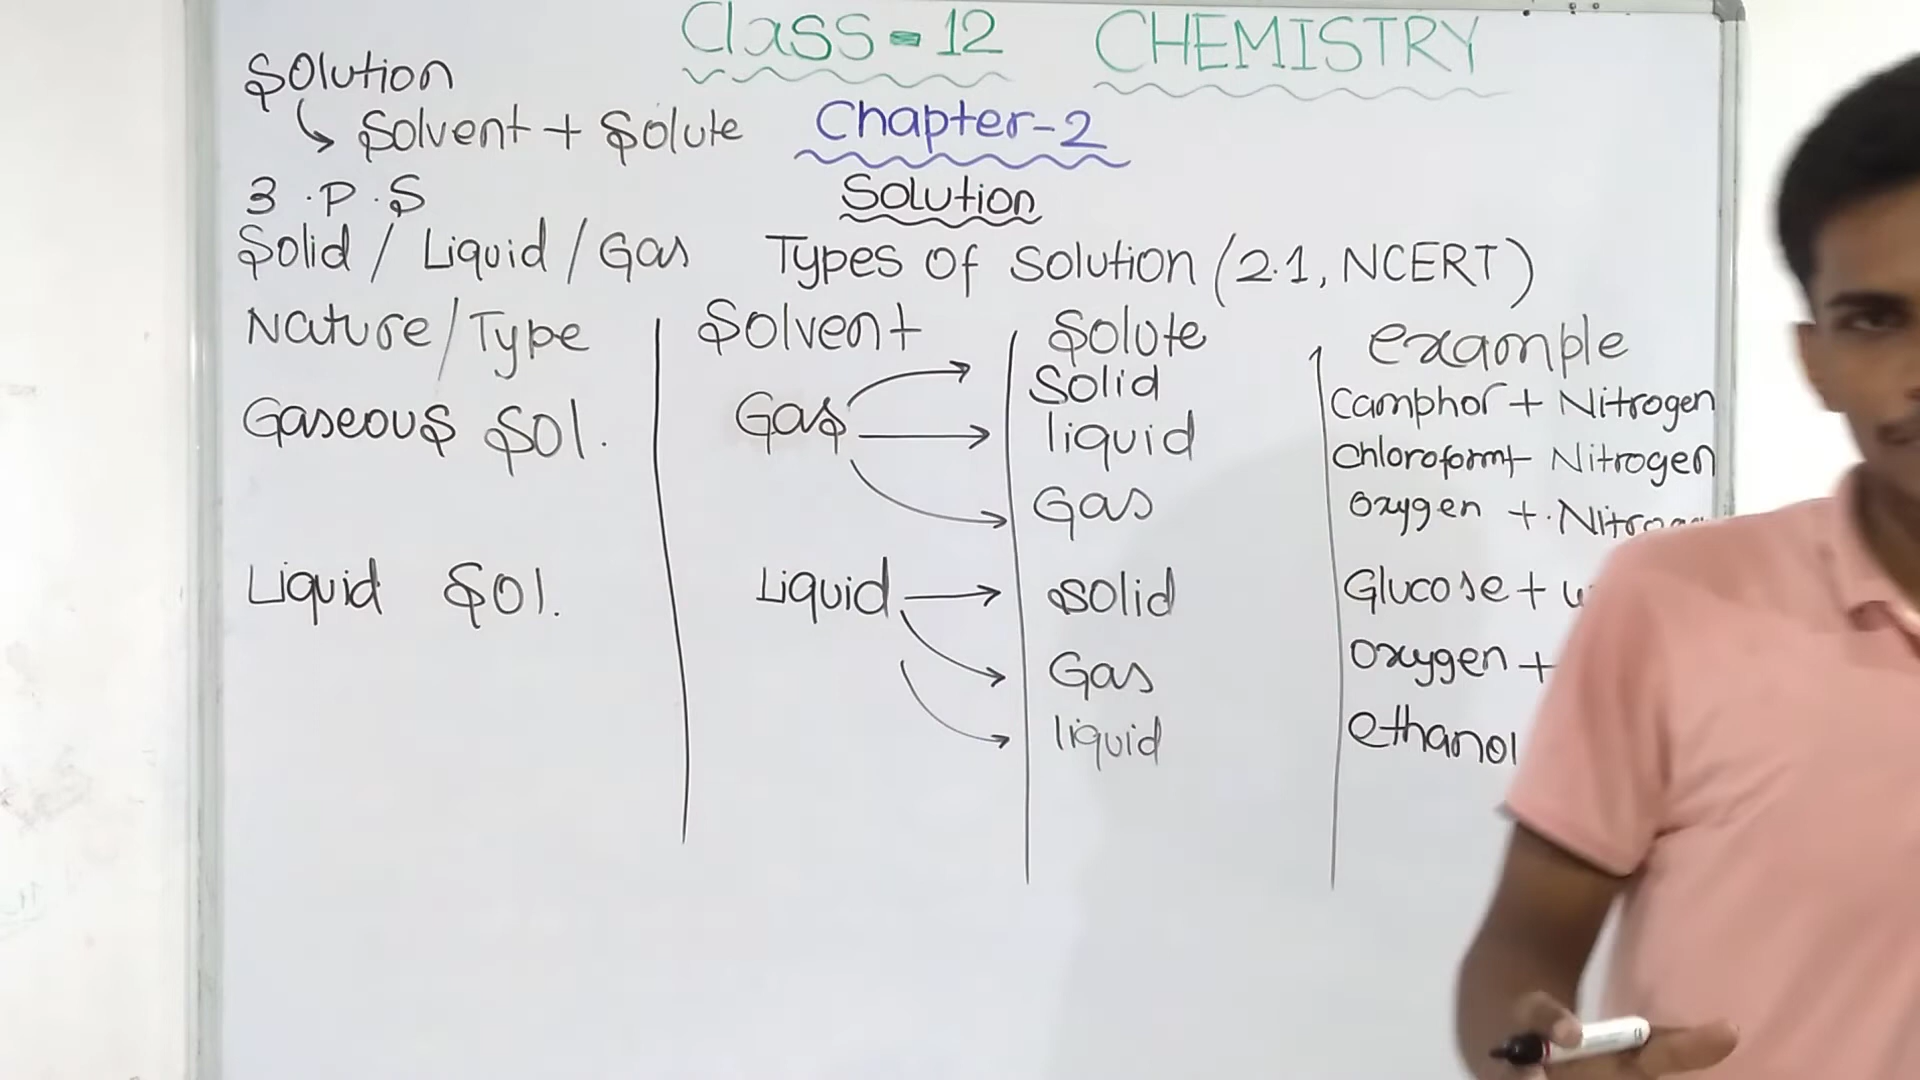 Class-12 CHEMISTRY
Solution
Solvent + Solute
Chapter-2
3 . P . S
Solution
Solid / Liquid / Gas
Types Of Solution (2.1, NCERT)
Nature/Type Solvent Solute example
Gaseous Sol. Gas Solid Camphor + Nitrogen
liquid Chloroform + Nitrogen
Gas Oxygen +
Liquid Sol. Liquid Solid Glucose +
Gas Oxygen +
liquid ethanol